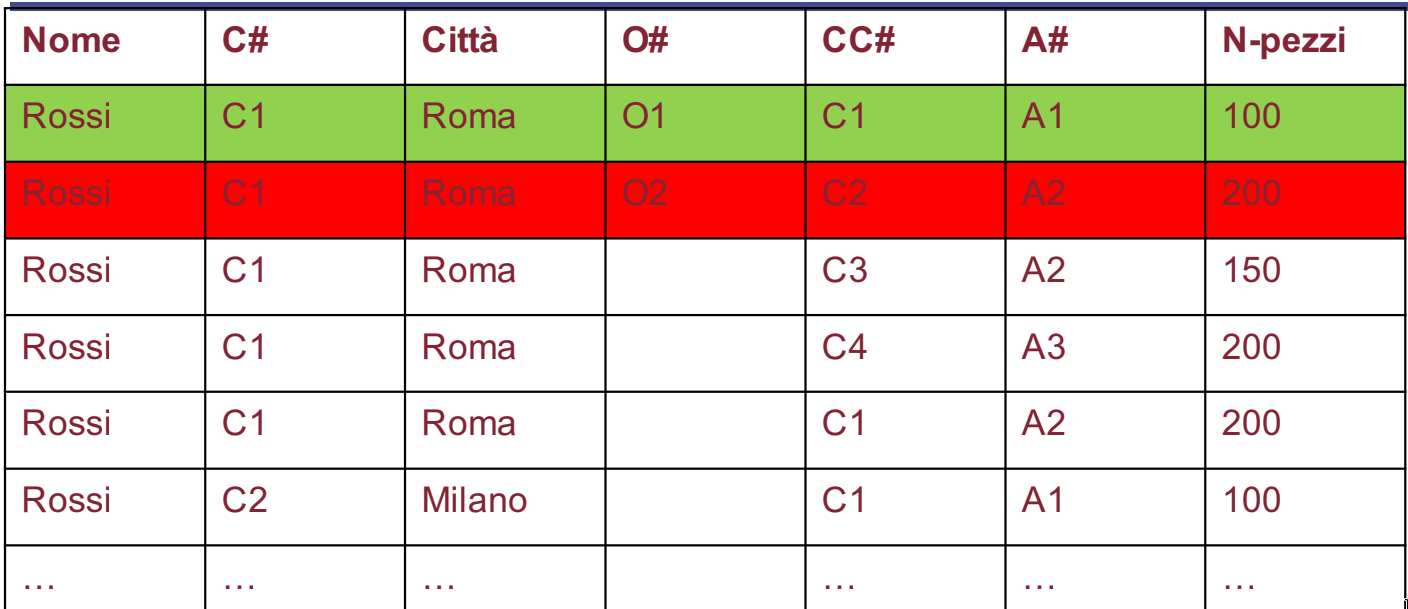 Nome C# Città O# CC# A# N-pezzi
Rossi C1 Roma O1 C1 A1 100
Rossi C1 Roma O2 C2 A2 200
Rossi C1 Roma C3 A2 150
Rossi C1 Roma C4 A3 200
Rossi C1 Roma C1 A2 200
Rossi C2 Milano C1 A1 100
… … … … … …